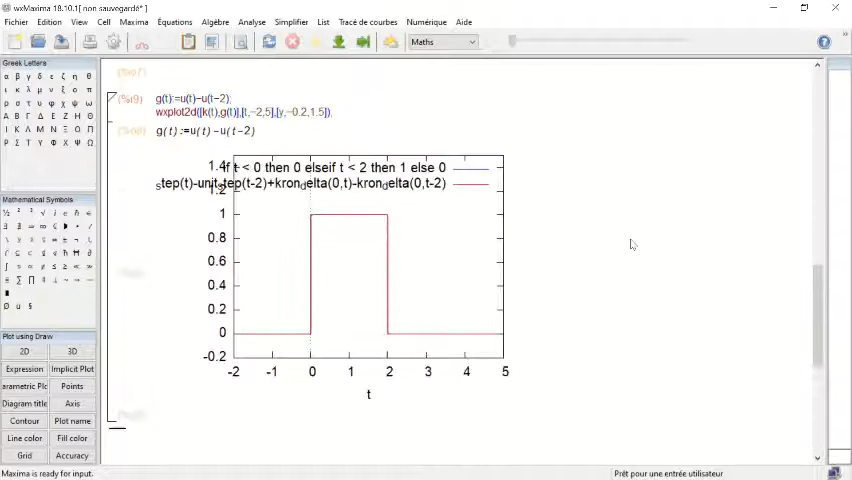 wxMaxima 18.10.1[ non sauvegardé* ]
Fichier Edition View Cell Maxima Équations Algèbre Analyse Simplifier List Tracé de courbes Numérique Aide
Maths
Greek Letters
α β γ δ ε ζ η θ
ι κ λ μ ν ξ ο π
ρ σ τ υ φ χ ψ ω
Α Β Γ Δ Ε Ζ Η Θ
Ι Κ Λ Μ Ν Ξ Ο Π
Ρ Σ Τ Υ Φ Χ Ψ Ω
Mathematical Symbols
Plot using Draw
2D 3D
Expression Implicit Plot
arametric Plo Points
Diagram title Axis
Contour Plot name
Line color Fill color
Grid Accuracy
(%i9) g(t):=u(t)−u(t−2);
wxplot2d([k(t),g(t)],[t,−2,5],[y,−0.2,1.5]);
g(t):=u(t)−u(t−2)
if t < 0 then 0 elseif t < 2 then 1 else 0
step(t)-unitstep(t-2)+krondelta(0,t)-krondelta(0,t-2)
1.4
1.2
1
0.8
0.6
0.4
0.2
0
-0.2
-2 -1 0 1 2 3 4 5
t
Maxima is ready for input. Prêt pour une entrée utilisateur